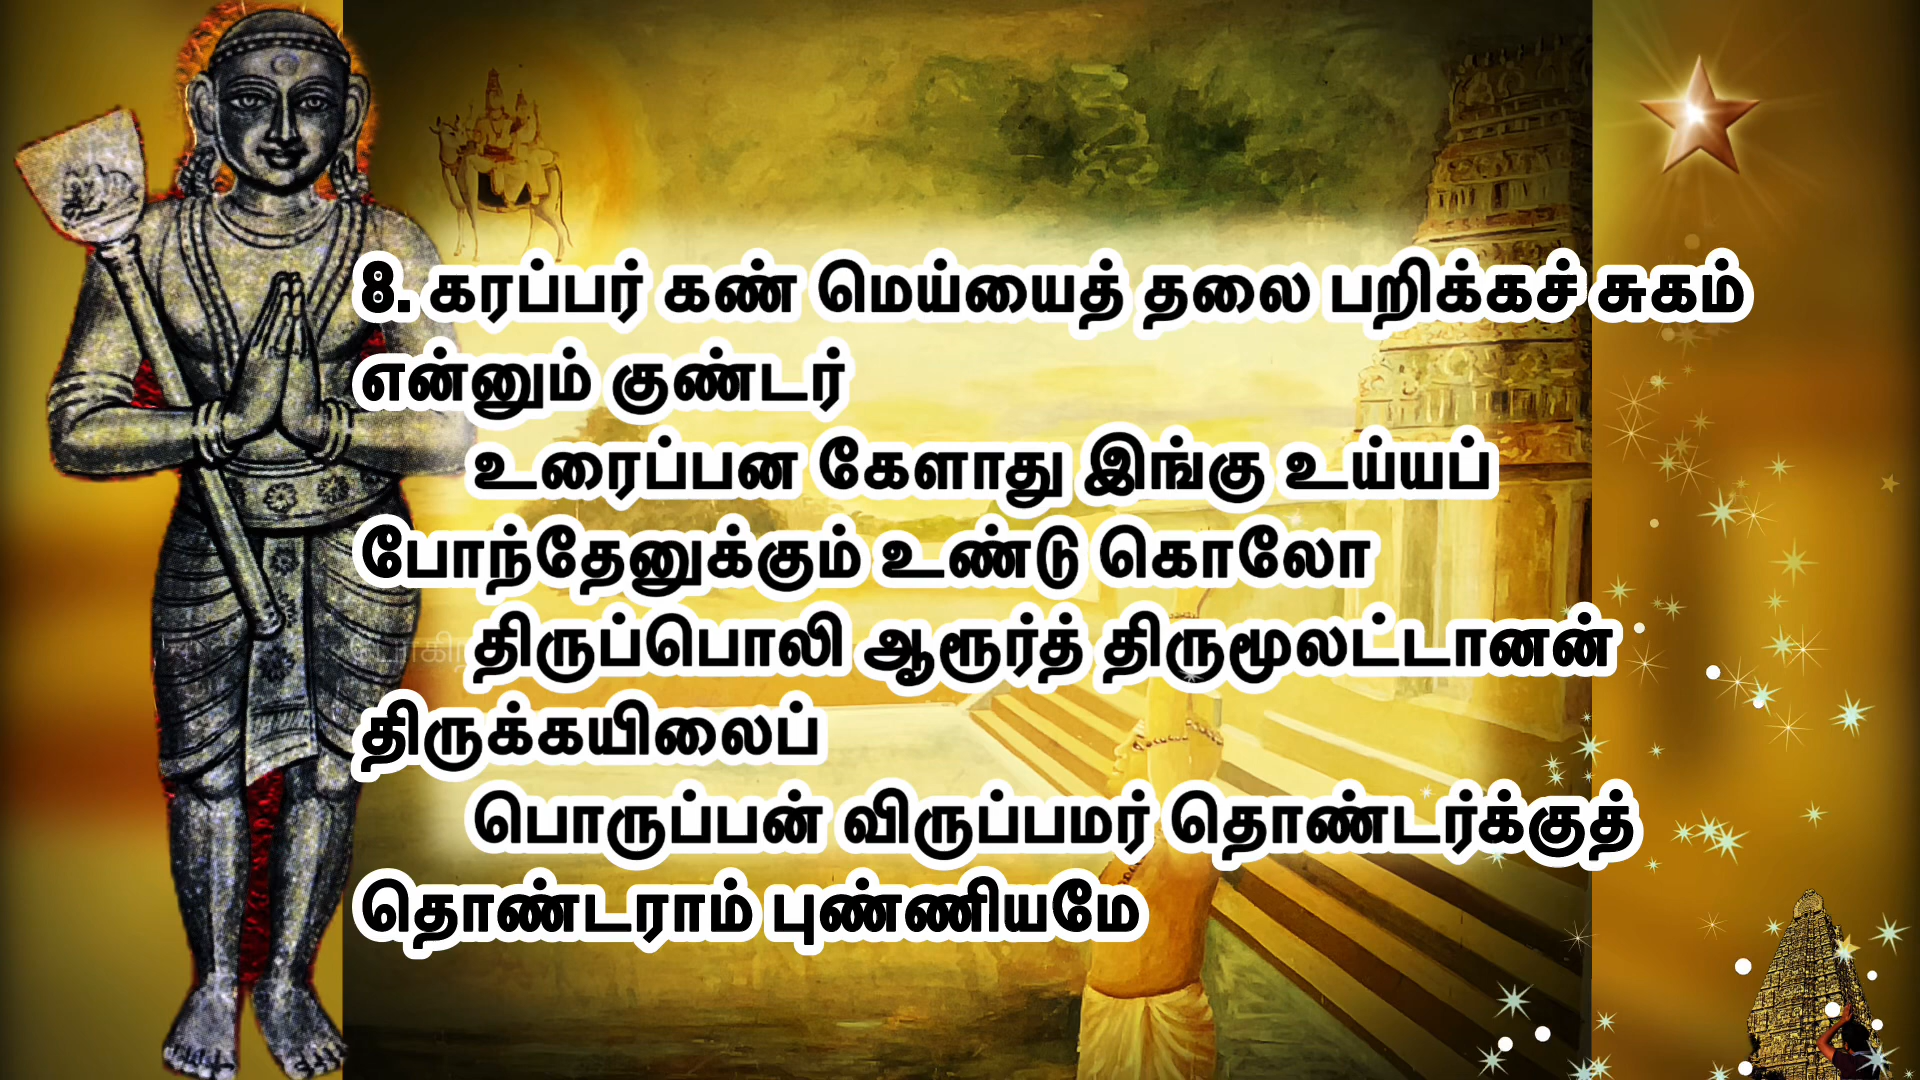 8. கரப்பர் கண் மெய்யைத் தலை பறிக்கச் சுகம்
என்னும் குண்டர்
உரைப்பன கேளாது இங்கு உய்யப்
போந்தேனுக்கும் உண்டு கொலோ
திருப்பொலி ஆரூர்த் திருமூலட்டானன்
திருக்கயிலைப்
பொருப்பன் விருப்பமர் தொண்டர்க்குத்
தொண்டராம் புண்ணியமே